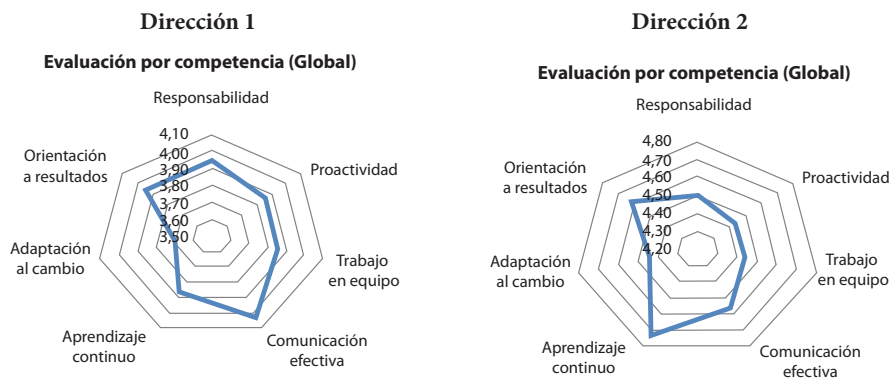 Dirección 1
Evaluación por competencia (Global)
Responsabilidad
4,10
4,00
3,90
3,80
3,70
3,60
3,50
Orientación
a resultados
Proactividad
Adaptación
al cambio
Trabajo
en equipo
Aprendizaje
continuo
Comunicación
efectiva
Dirección 2
Evaluación por competencia (Global)
Responsabilidad
4,80
4,70
4,60
4,50
4,40
4,30
4,20
Orientación
a resultados
Proactividad
Adaptación
al cambio
Trabajo
en equipo
Aprendizaje
continuo
Comunicación
efectiva